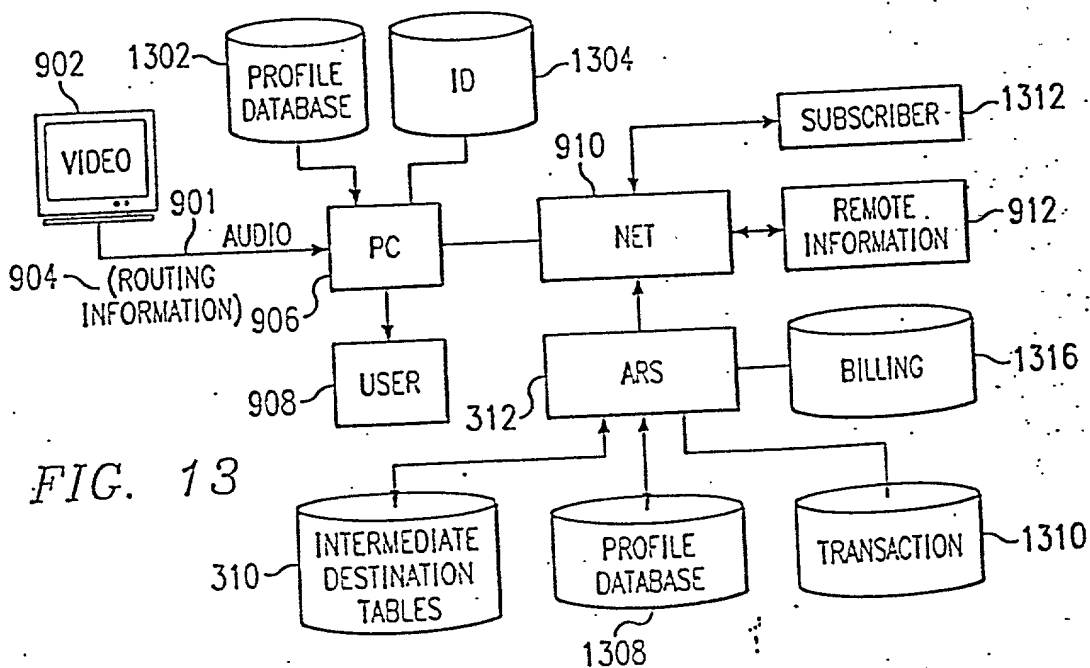 1302
902
PROFILE
DATABASE
ID
1304
VIDEO
910
SUBSCRIBER
1312
901
AUDIO
904
(ROUTING
INFORMATION)
PC
906
NET
REMOTE
INFORMATION
912
USER
908
ARS
312
BILLING
1316
FIG. 13
INTERMEDIATE
DESTINATION
TABLES
310
PROFILE
DATABASE
1308
TRANSACTION
1310